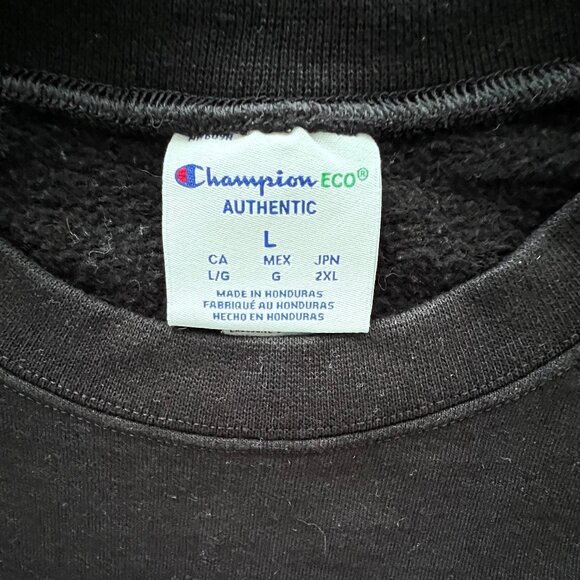 Champion ECO®
AUTHENTIC
L
CA MEX JPN
L/G G 2XL
MADE IN HONDURAS
FABRIQUÉ AU HONDURAS
HECHO EN HONDURAS